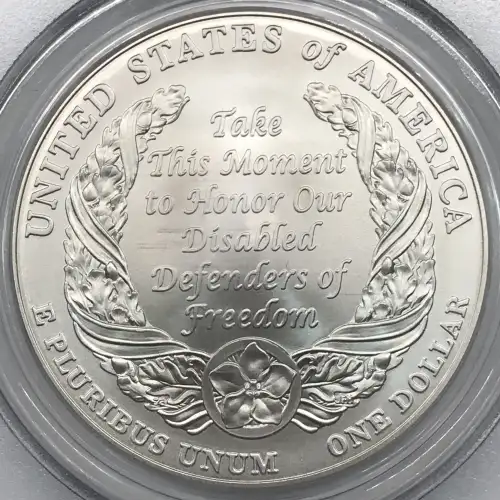 UNITED STATES of AMERICA
Take
This Moment
to Honor Our
Disabled
Defenders of
Freedom
E PLURIBUS UNUM
ONE DOLLAR